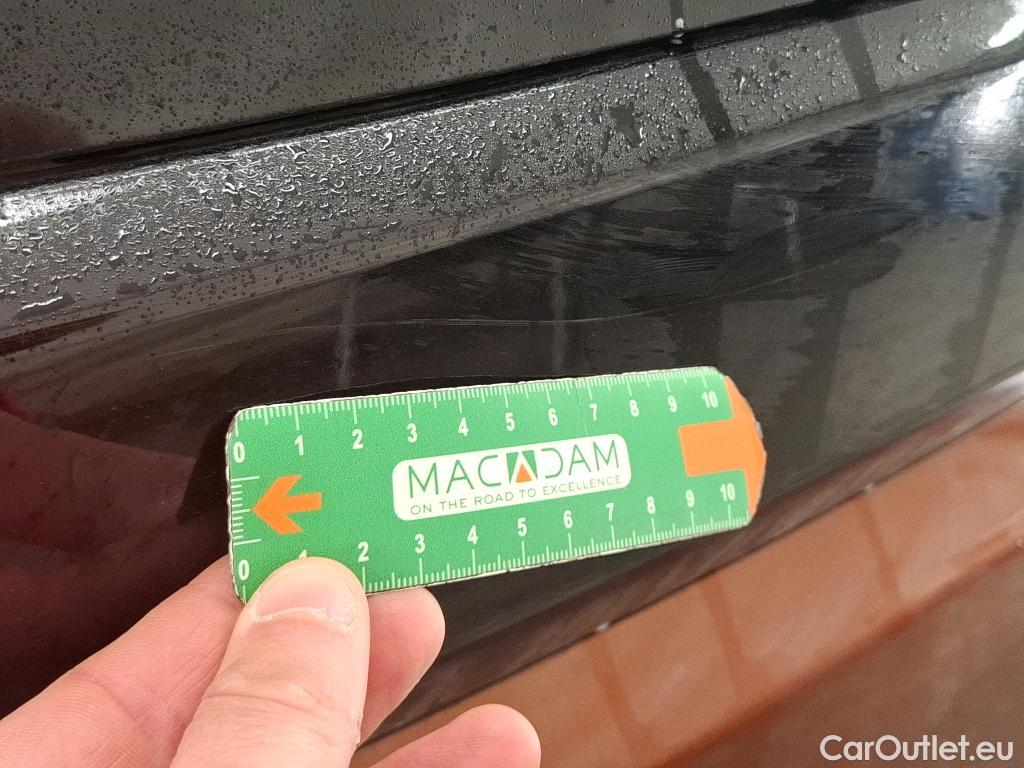 0 1 2 3 4 5 6 7 8 9 10
MACADAM
ON THE ROAD TO EXCELLENCE
0 1 2 3 4 5 6 7 8 9 10
CarOutlet.eu